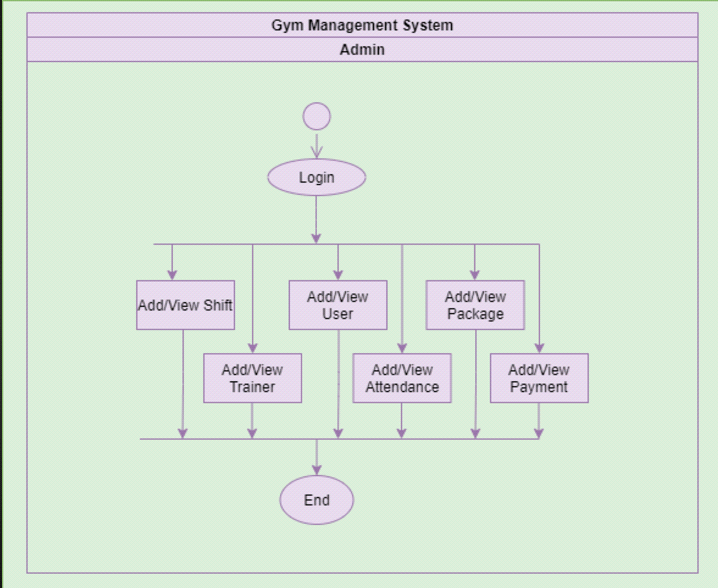 Gym Management System
Admin
Login
Add/View Shift
Add/View
User
Add/View
Package
Add/View
Trainer
Add/View
Attendance
Add/View
Payment
End